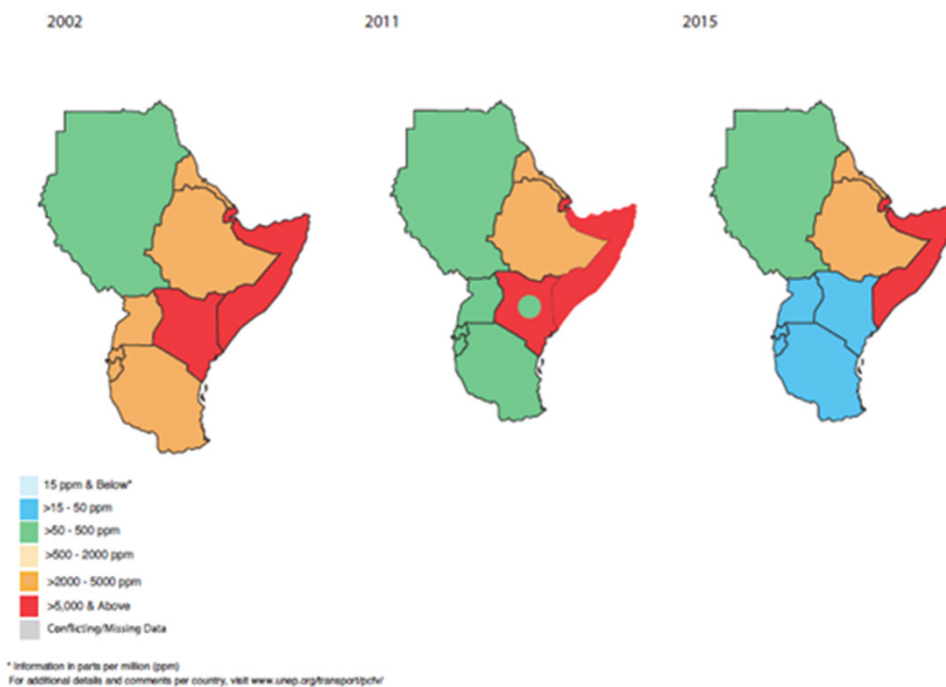 2002
2011
2015
15 ppm & Below*
>15 - 50 ppm
>50 - 500 ppm
>500 - 2000 ppm
>2000 - 5000 ppm
>5,000 & Above
Conflicting/Missing Data
* Information in parts per million (ppm)
For additional details and comments per country, visit www.unep.org/transport/pcfv/